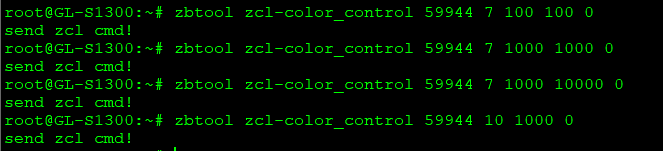 root@GL-S1300:~# zbtool zcl-color_control 59944 7 100 100 0
send zcl cmd!
root@GL-S1300:~# zbtool zcl-color_control 59944 7 1000 1000 0
send zcl cmd!
root@GL-S1300:~# zbtool zcl-color_control 59944 7 1000 10000 0
send zcl cmd!
root@GL-S1300:~# zbtool zcl-color_control 59944 10 1000 0
send zcl cmd!